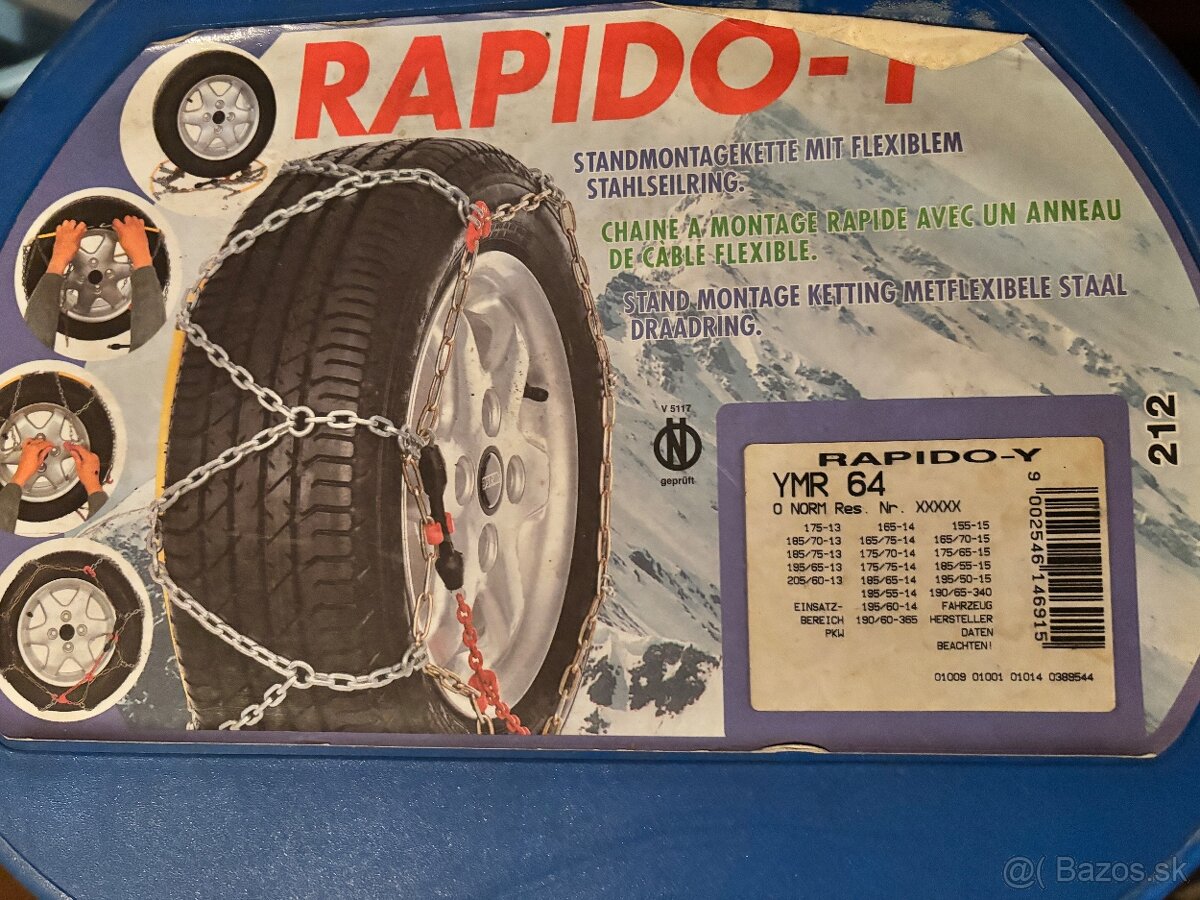 RAPIDO-Y
STANDMONTAGEKETTE MIT FLEXIBLEM
STAHLSEILRING.
CHAINE A MONTAGE RAPIDE AVEC UN ANNEAU
DE CABLE FLEXIBLE.
STAND MONTAGE KETTING METFLEXIBELE STAAL
DRAADRING.
V 5117
geprüft
212
RAPIDO-Y
YMR 64
O NORM Res. Nr. XXXXX
175-13 165-14 155-15
185/70-13 165/75-14 165/70-15
185/75-13 175/70-14 175/65-15
195/65-13 175/75-14 185/55-15
205/60-13 185/65-14 195/50-15
195/55-14 190/65-340
EINSATZ- 195/60-14 FAHRZEUG
BEREICH 190/60-365 HERSTELLER
PKW DATEN
BEACHTEN!
01009 01001 01014 0389544
9 002546 146915
@( Bazos.sk